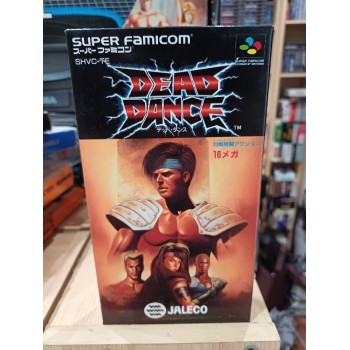 SUPER FAMICOM
スーパーファミコン
SHVC-TE
DEAD
DANCE
デッド・ダンス
TM
対戦格闘アクション
16メガ
JALECO